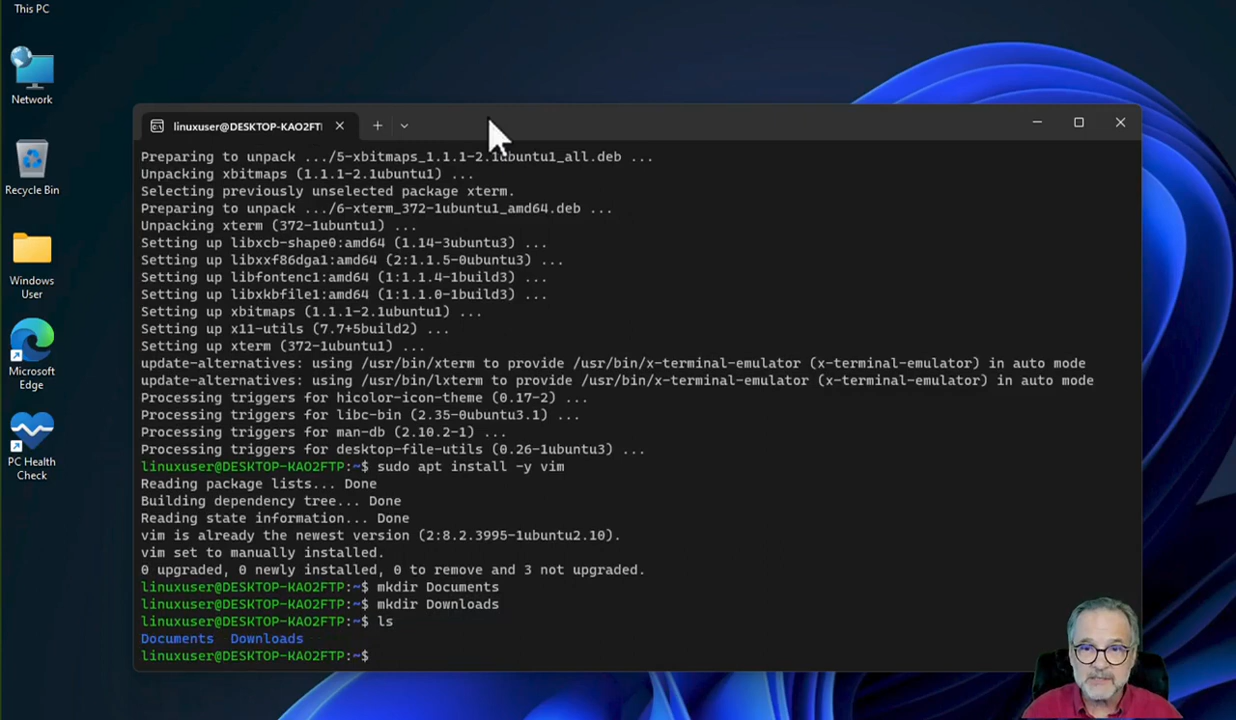 This PC
Network
Recycle Bin
Windows
User
Microsoft
Edge
PC Health
Check
linuxuser@DESKTOP-KAO2FTI
Preparing to unpack .../5-xbitmaps_1.1.1-2.1ubuntu1_all.deb ...
Unpacking xbitmaps (1.1.1-2.1ubuntu1) ...
Selecting previously unselected package xterm.
Preparing to unpack .../6-xterm_372-1ubuntu1_amd64.deb ...
Unpacking xterm (372-1ubuntu1) ...
Setting up libxcb-shape0:amd64 (1.14-3ubuntu3) ...
Setting up libxxf86dga1:amd64 (2:1.1.5-0ubuntu3) ...
Setting up libfontenc1:amd64 (1:1.1.4-1build3) ...
Setting up libxkbfile1:amd64 (1:1.1.0-1build3) ...
Setting up xbitmaps (1.1.1-2.1ubuntu1) ...
Setting up x11-utils (7.7+5build2) ...
Setting up xterm (372-1ubuntu1) ...
update-alternatives: using /usr/bin/xterm to provide /usr/bin/x-terminal-emulator (x-terminal-emulator) in auto mode
update-alternatives: using /usr/bin/lxterm to provide /usr/bin/x-terminal-emulator (x-terminal-emulator) in auto mode
Processing triggers for hicolor-icon-theme (0.17-2) ...
Processing triggers for libc-bin (2.35-0ubuntu3.1) ...
Processing triggers for man-db (2.10.2-1) ...
Processing triggers for desktop-file-utils (0.26-1ubuntu3) ...
linuxuser@DESKTOP-KAO2FTP:~$ sudo apt install -y vim
Reading package lists... Done
Building dependency tree... Done
Reading state information... Done
vim is already the newest version (2:8.2.3995-1ubuntu2.10).
vim set to manually installed.
0 upgraded, 0 newly installed, 0 to remove and 3 not upgraded.
linuxuser@DESKTOP-KAO2FTP:~$ mkdir Documents
linuxuser@DESKTOP-KAO2FTP:~$ mkdir Downloads
linuxuser@DESKTOP-KAO2FTP:~$ ls
Documents  Downloads
linuxuser@DESKTOP-KAO2FTP:~$